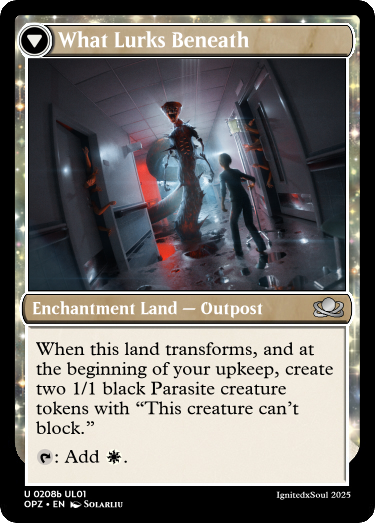 What Lurks Beneath
Enchantment Land — Outpost
When this land transforms, and at
the beginning of your upkeep, create
two 1/1 black Parasite creature
tokens with “This creature can’t
block.”
: Add .
U 0208b UL01
OPZ • EN Solarliu
IgnitedxSoul 2025